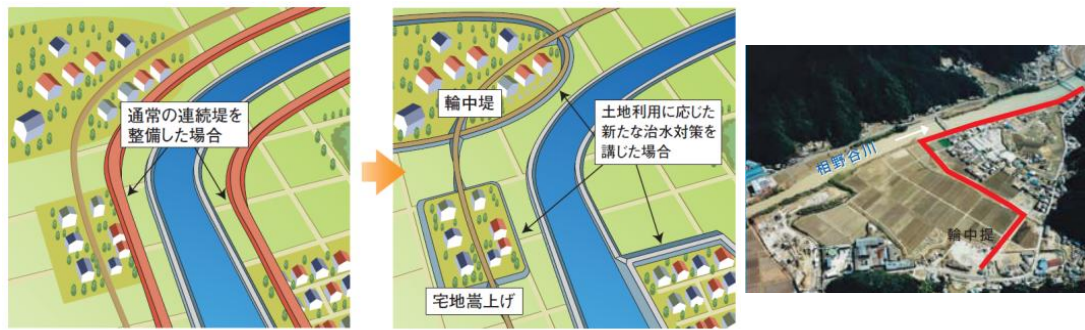 通常の連続堤を
整備した場合
輪中堤
土地利用に応じた
新たな治水対策を
講じた場合
宅地嵩上げ
相野谷川
輪中堤